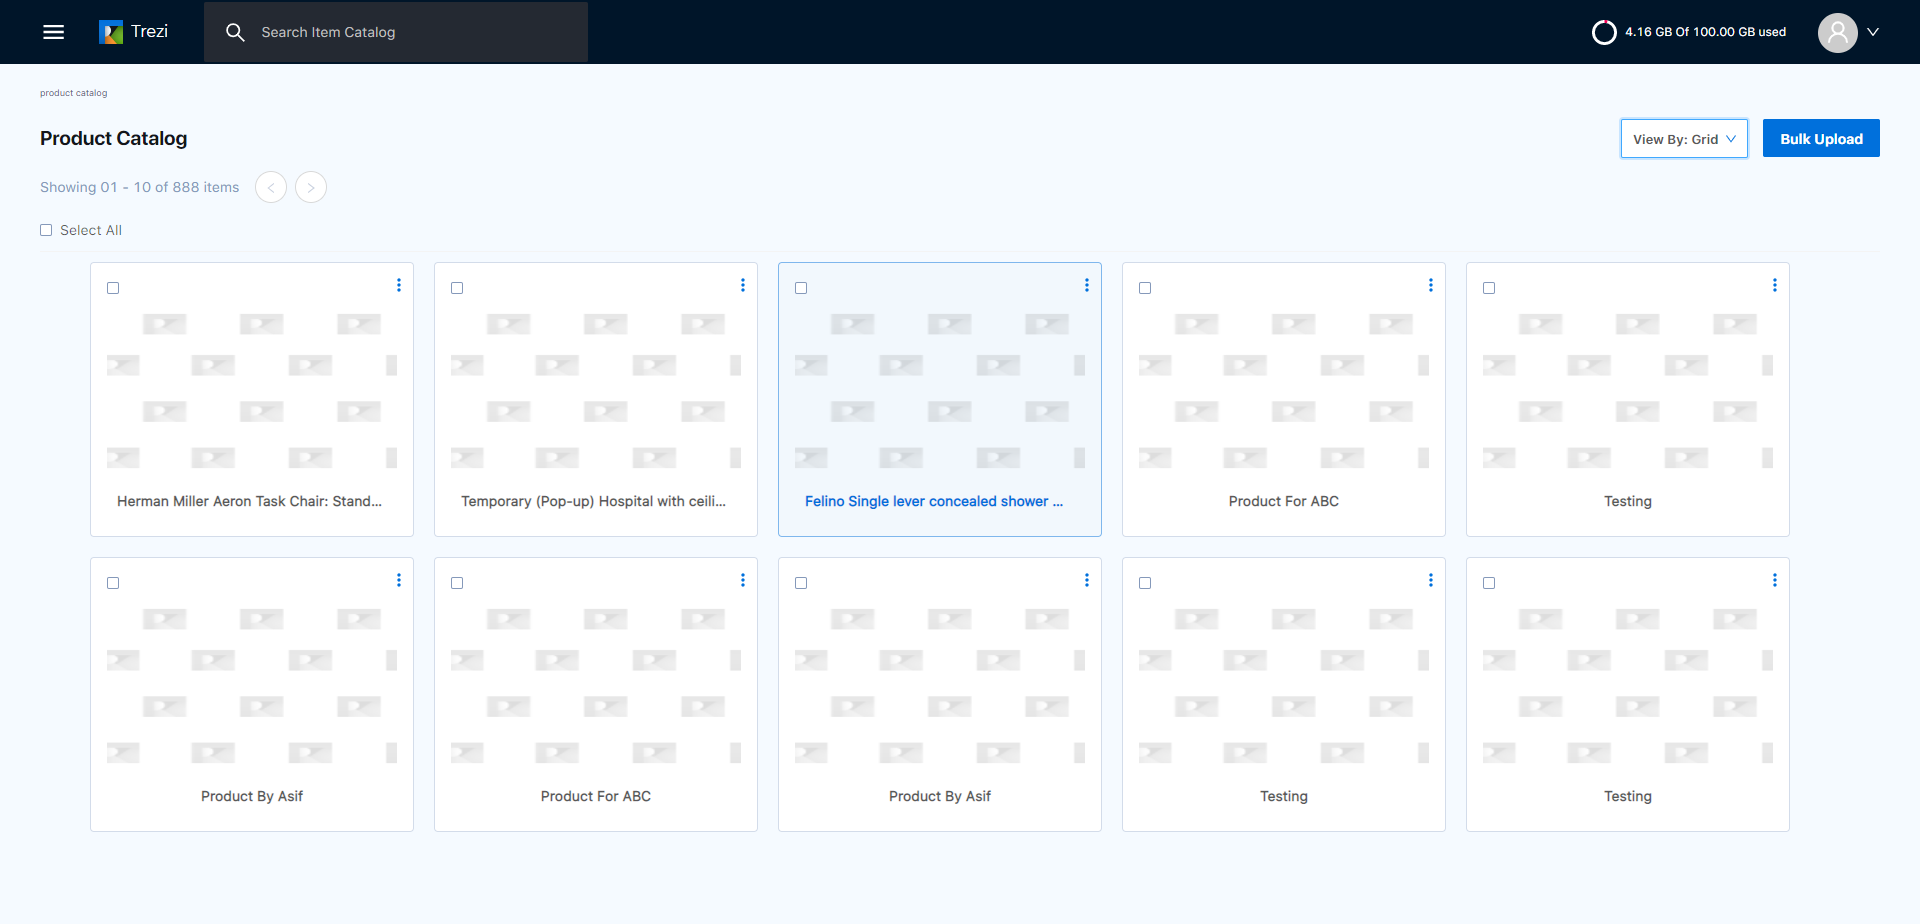 Trezi
Search Item Catalog
4.16 GB Of 100.00 GB used
product catalog
Product Catalog
View By: Grid
Bulk Upload
Showing 01 - 10 of 888 items
Select All
Herman Miller Aeron Task Chair: Stand...
Temporary (Pop-up) Hospital with ceili...
Felino Single lever concealed shower ...
Product For ABC
Testing
Product By Asif
Product For ABC
Product By Asif
Testing
Testing